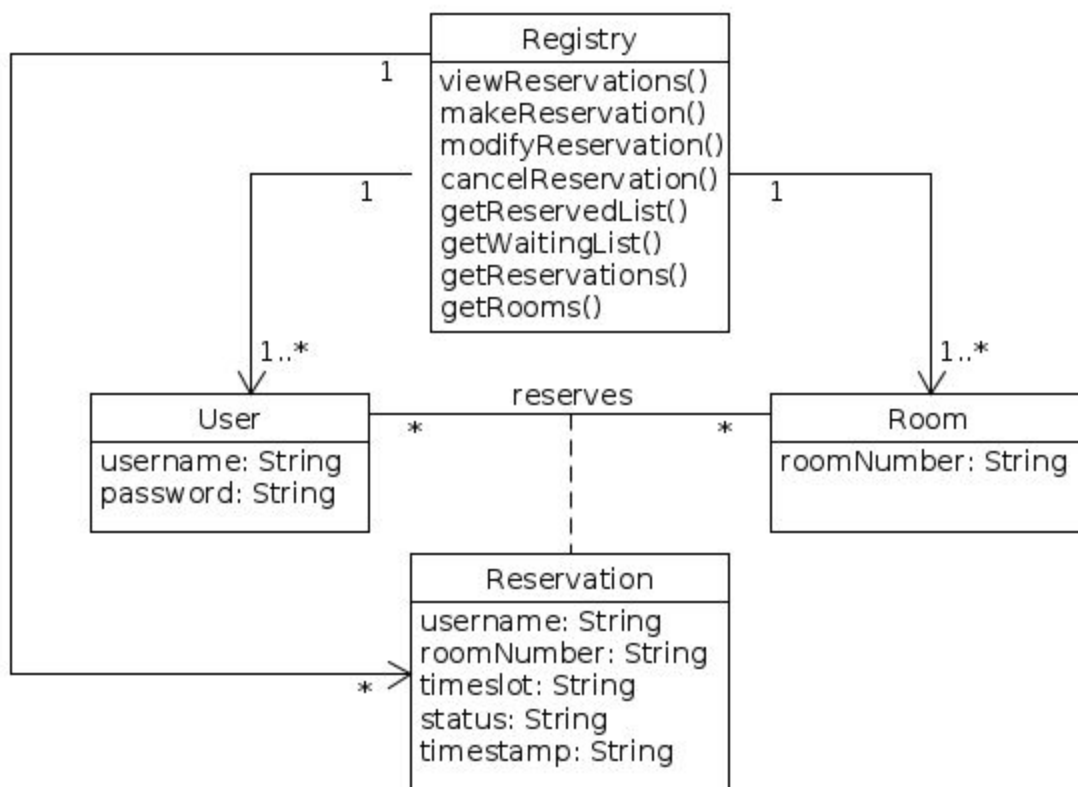 Registry
1
viewReservations()
makeReservation()
modifyReservation()
cancelReservation()
getReservedList()
getWaitingList()
getReservations()
getRooms()
1
1
1..*
1..*
reserves
User
*
*
Room
username: String
password: String
roomNumber: String
Reservation
username: String
roomNumber: String
timeslot: String
status: String
timestamp: String
*